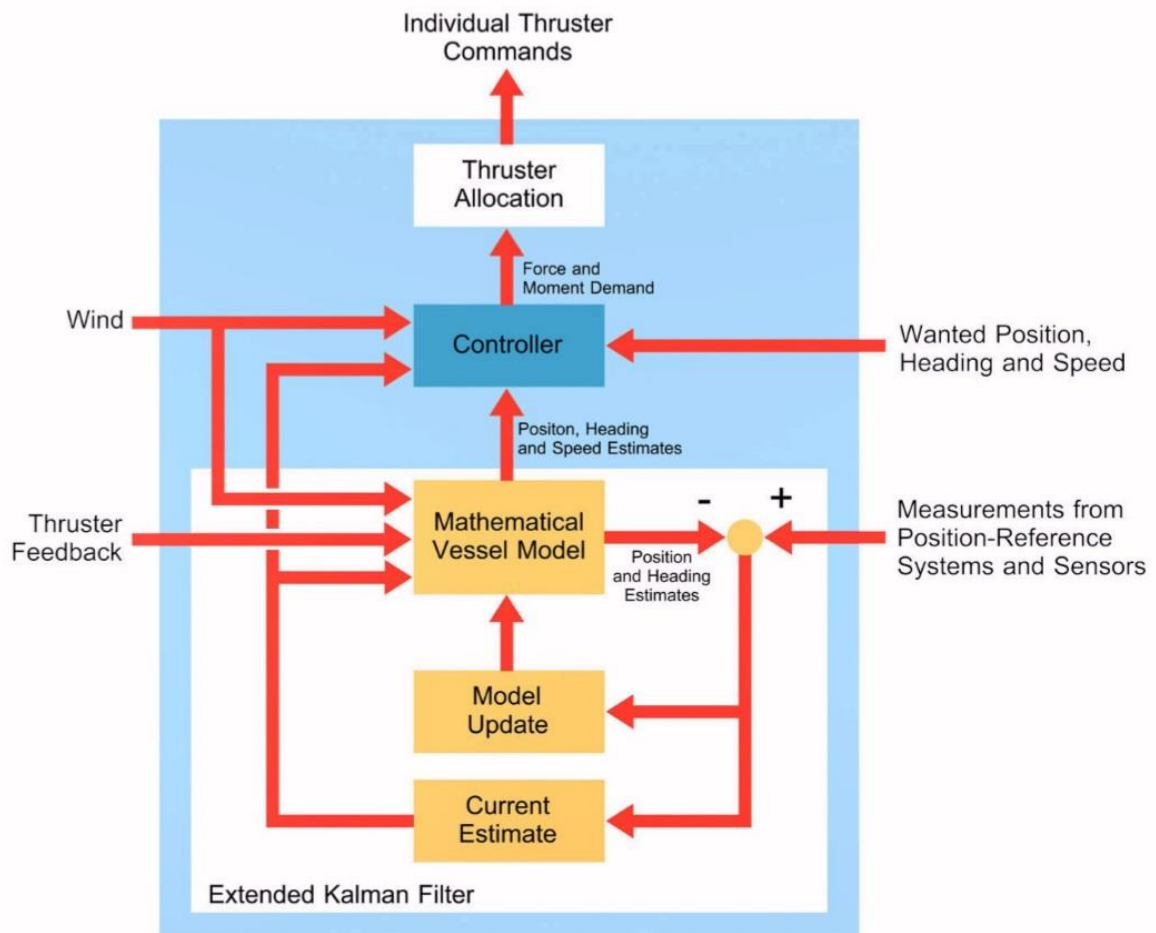 Individual Thruster
Commands
Thruster
Allocation
Force and
Moment Demand
Wind
Controller
Wanted Position,
Heading and Speed
Positon, Heading
and Speed Estimates
Thruster
Feedback
Mathematical
Vessel Model
-
+
Measurements from
Position-Reference
Systems and Sensors
Position
and Heading
Estimates
Model
Update
Current
Estimate
Extended Kalman Filter